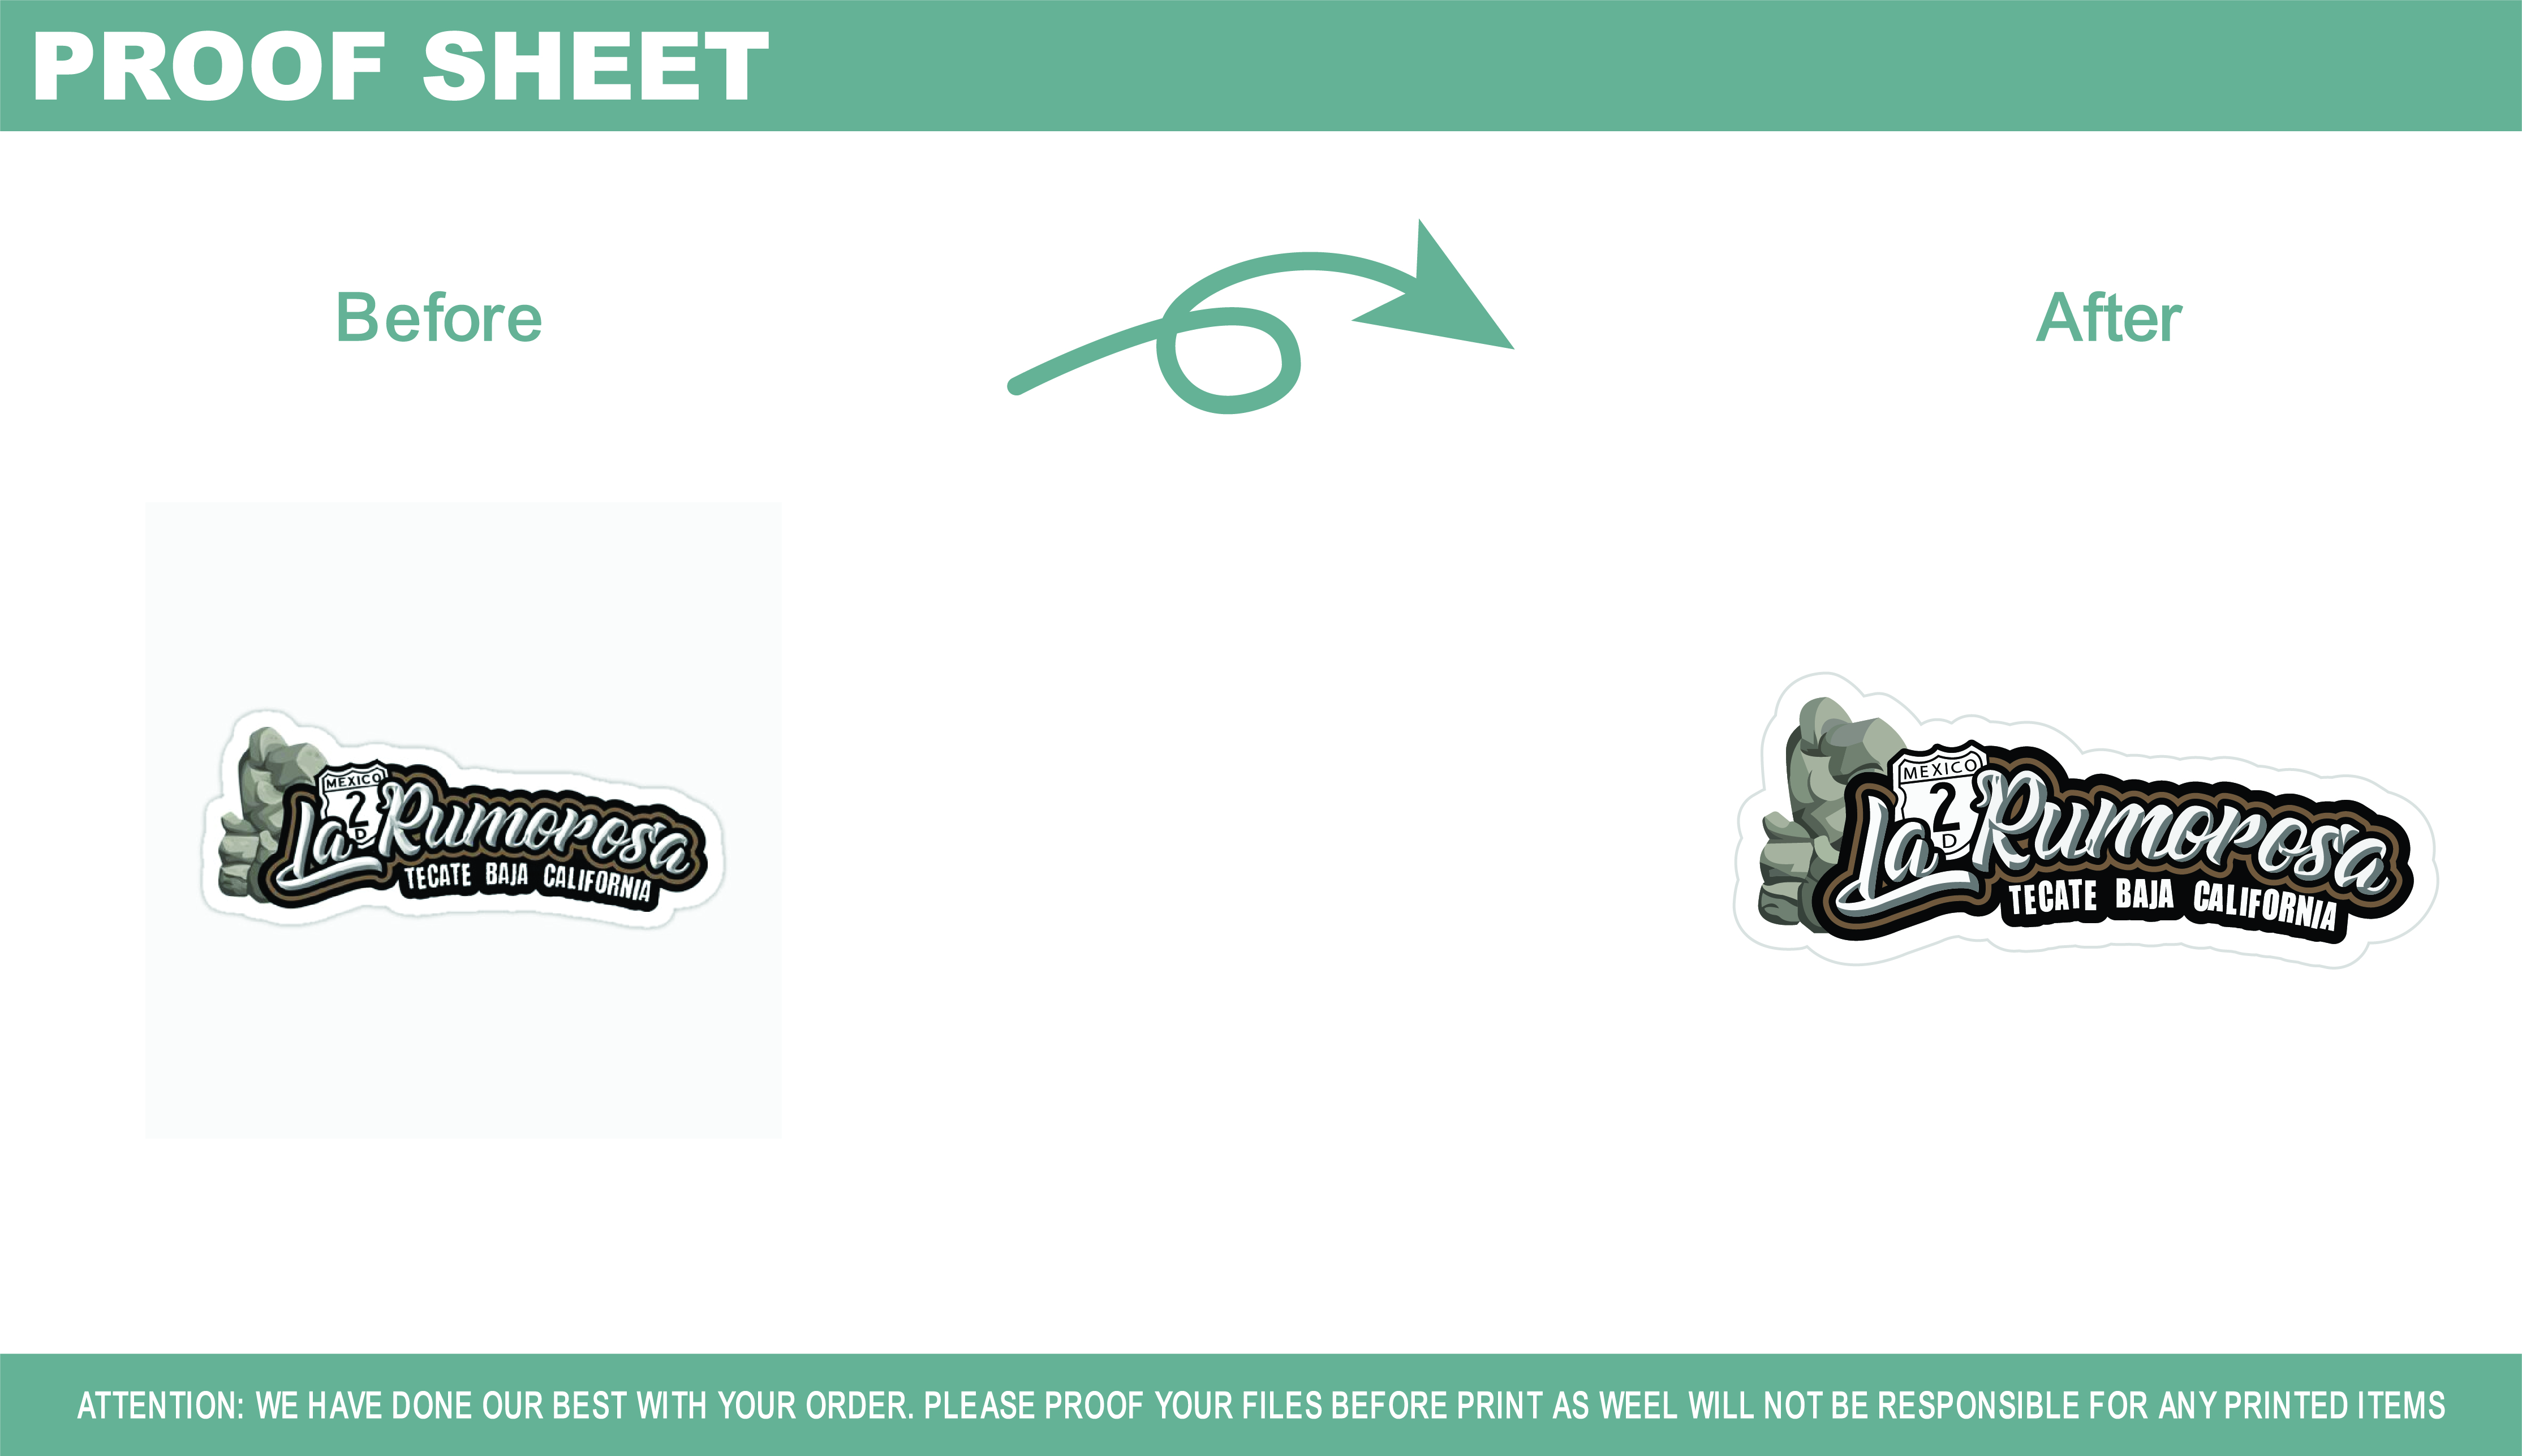 PROOF SHEET
Before
After
MEXICO
2
D
La Rumorosa
TECATE BAJA CALIFORNIA
MEXICO
2
D
La Rumorosa
TECATE BAJA CALIFORNIA
ATTENTION: WE HAVE DONE OUR BEST WITH YOUR ORDER. PLEASE PROOF YOUR FILES BEFORE PRINT AS WEEL WILL NOT BE RESPONSIBLE FOR ANY PRINTED ITEMS